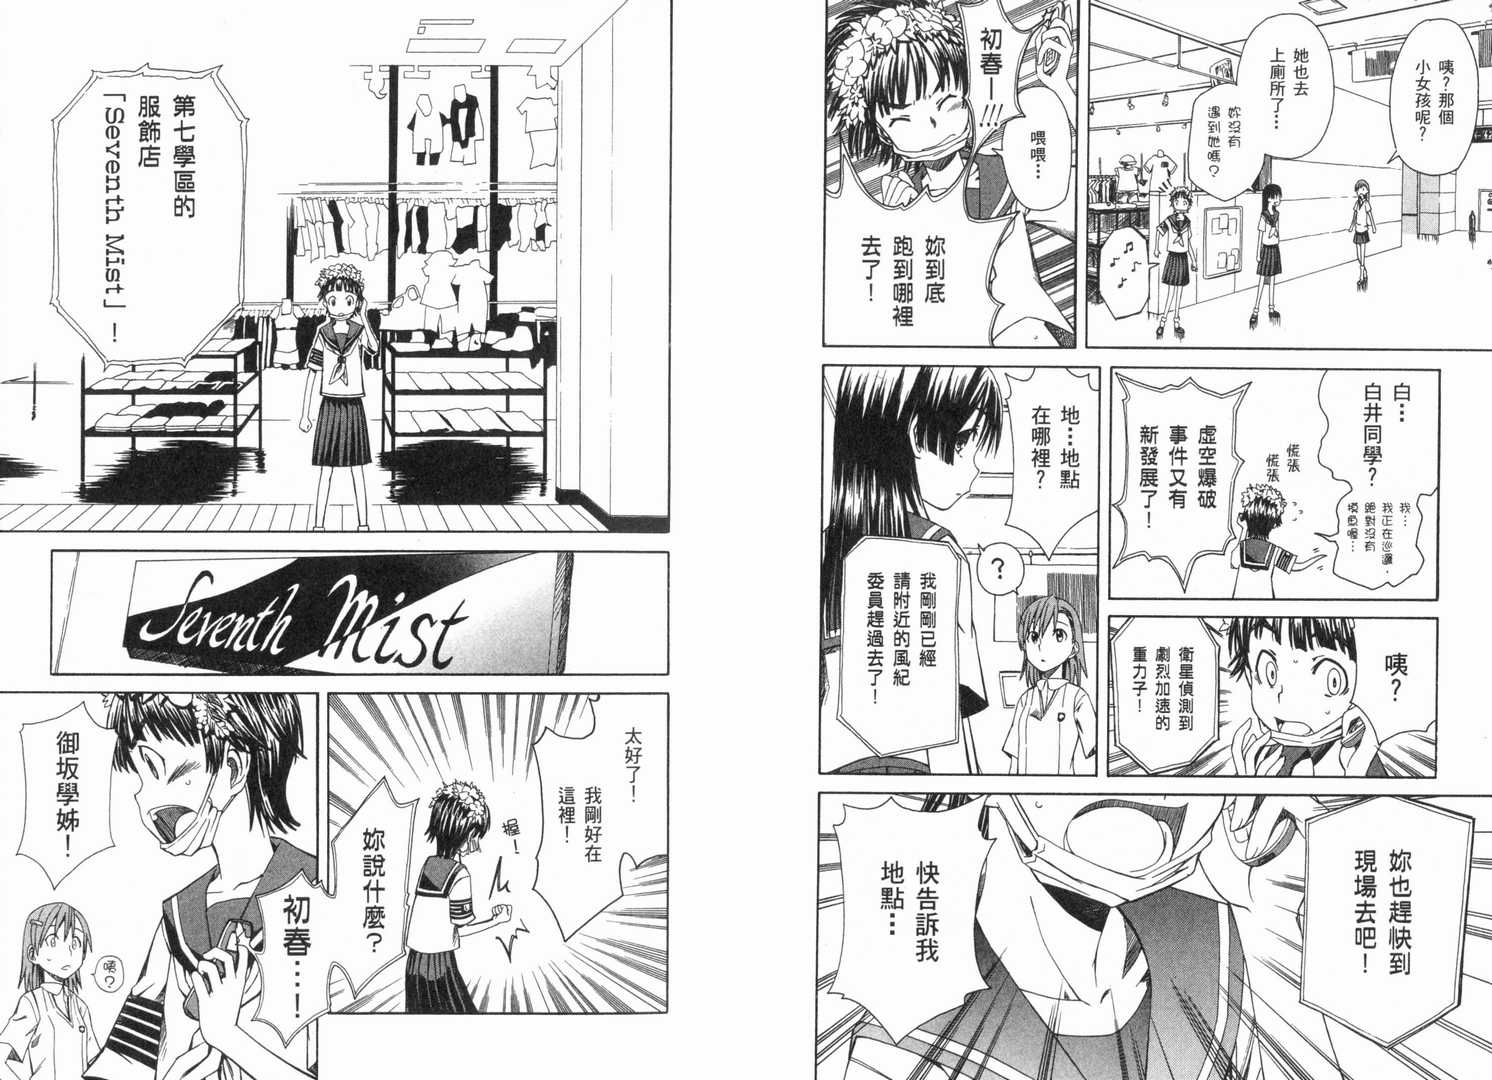 咦?那個
小女孩呢?
她也去
上廁所了…
妳沒有
遇到她嗎?
喂喂…
初春ー!!!
妳到底
跑到哪裡
去了!
白…
白井同學?
我…
我正在巡邏,
絕對沒有
摸魚喔…
慌張
慌張
虛空爆破
事件又有
新發展了!
地…地點
在哪裡?
?
我剛剛已經
請附近的風紀
委員趕過去了!
咦?
衛星偵測到
劇烈加速的
重力子!
妳也趕快到
現場去吧!
快告訴我
地點…
第七學區的
服飾店
「Seventh Mist」!
Seventh Mist
太好了!
我剛好在
這裡!
握!
妳說什麼?
初春…!
御坂學姊!
咦?